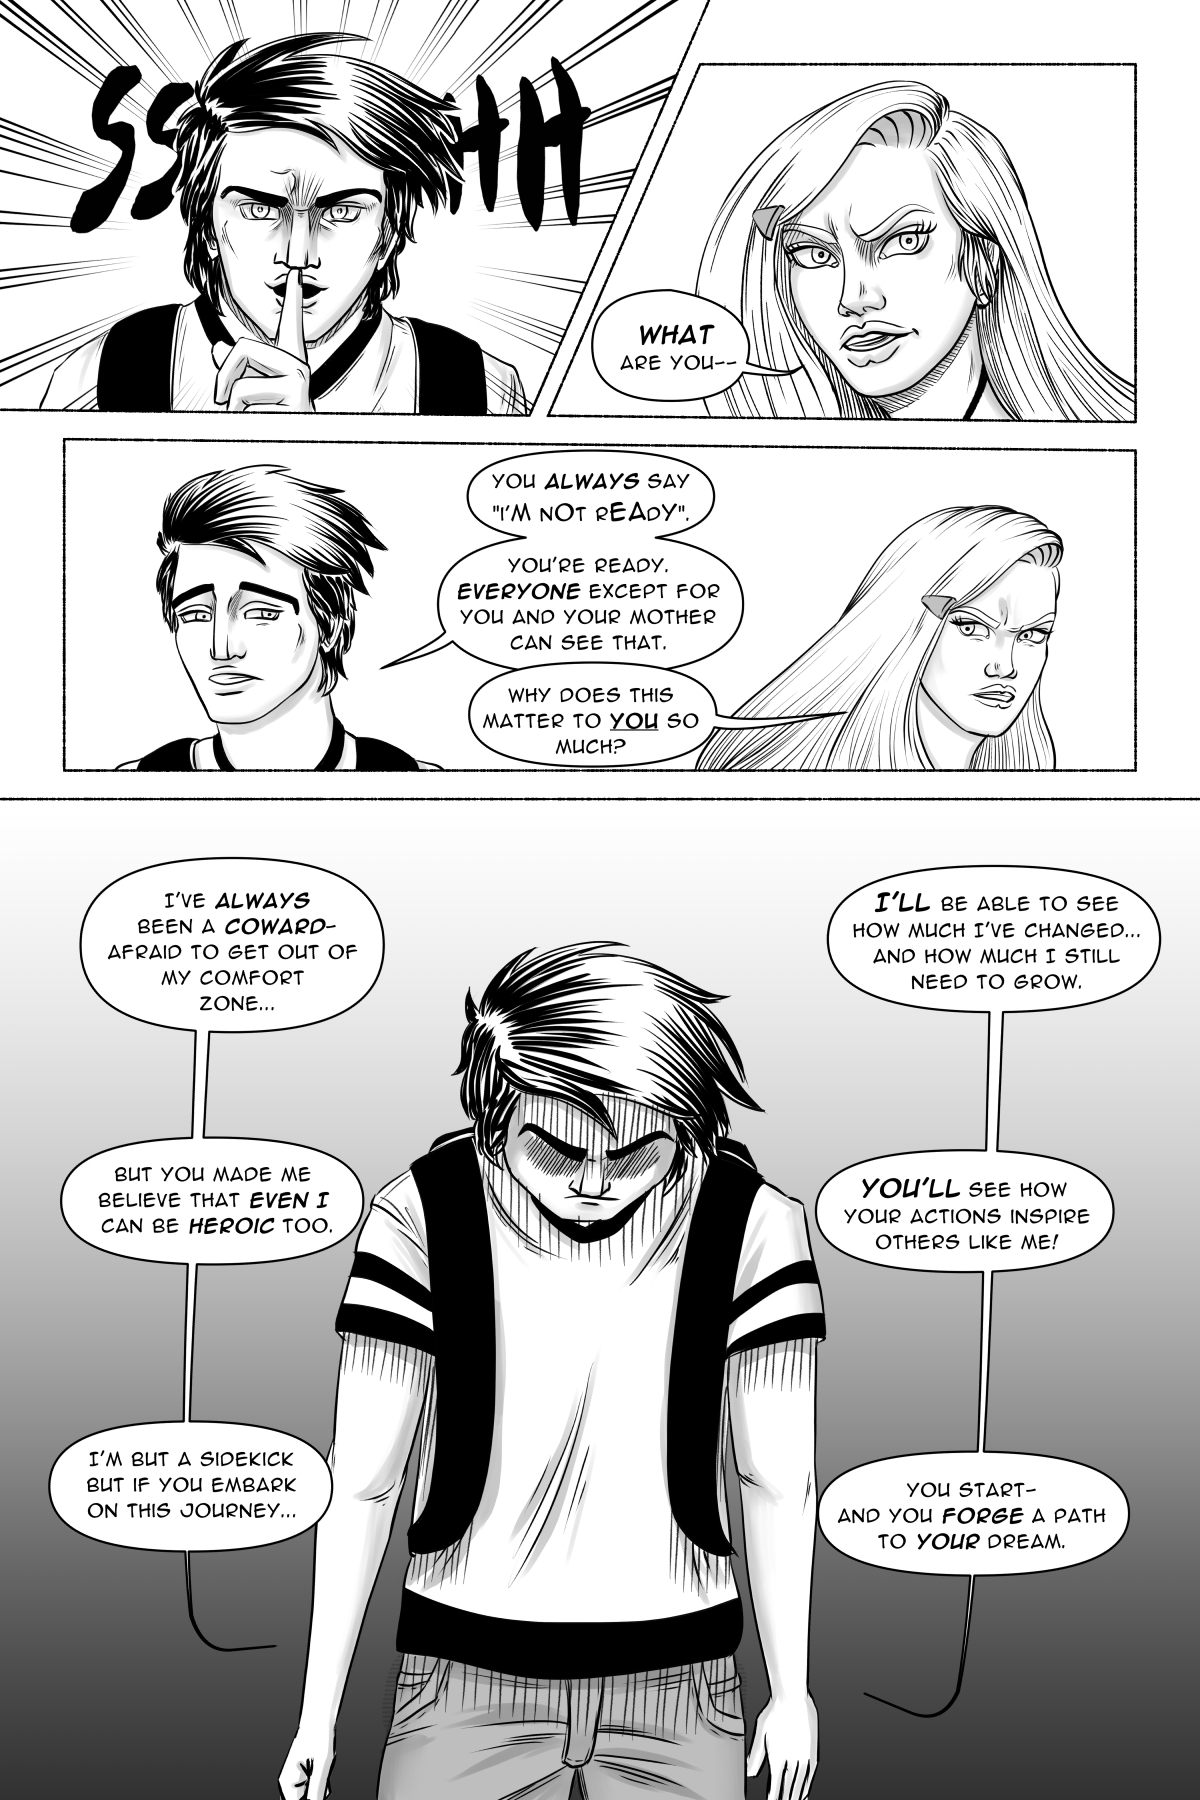 SS HH
WHAT
ARE YOU--
YOU ALWAYS SAY
"I'M NOT REAdY".
YOU'RE READY.
EVERYONE EXCEPT FOR
YOU AND YOUR MOTHER
CAN SEE THAT.
WHY DOES THIS
MATTER TO YOU SO
MUCH?
I'VE ALWAYS
BEEN A COWARD-
AFRAID TO GET OUT OF
MY COMFORT
ZONE...
BUT YOU MADE ME
BELIEVE THAT EVEN I
CAN BE HEROIC TOO.
I'M BUT A SIDEKICK
BUT IF YOU EMBARK
ON THIS JOURNEY...
I'LL BE ABLE TO SEE
HOW MUCH I'VE CHANGED...
AND HOW MUCH I STILL
NEED TO GROW.
YOU'LL SEE HOW
YOUR ACTIONS INSPIRE
OTHERS LIKE ME!
YOU START-
AND YOU FORGE A PATH
TO YOUR DREAM.